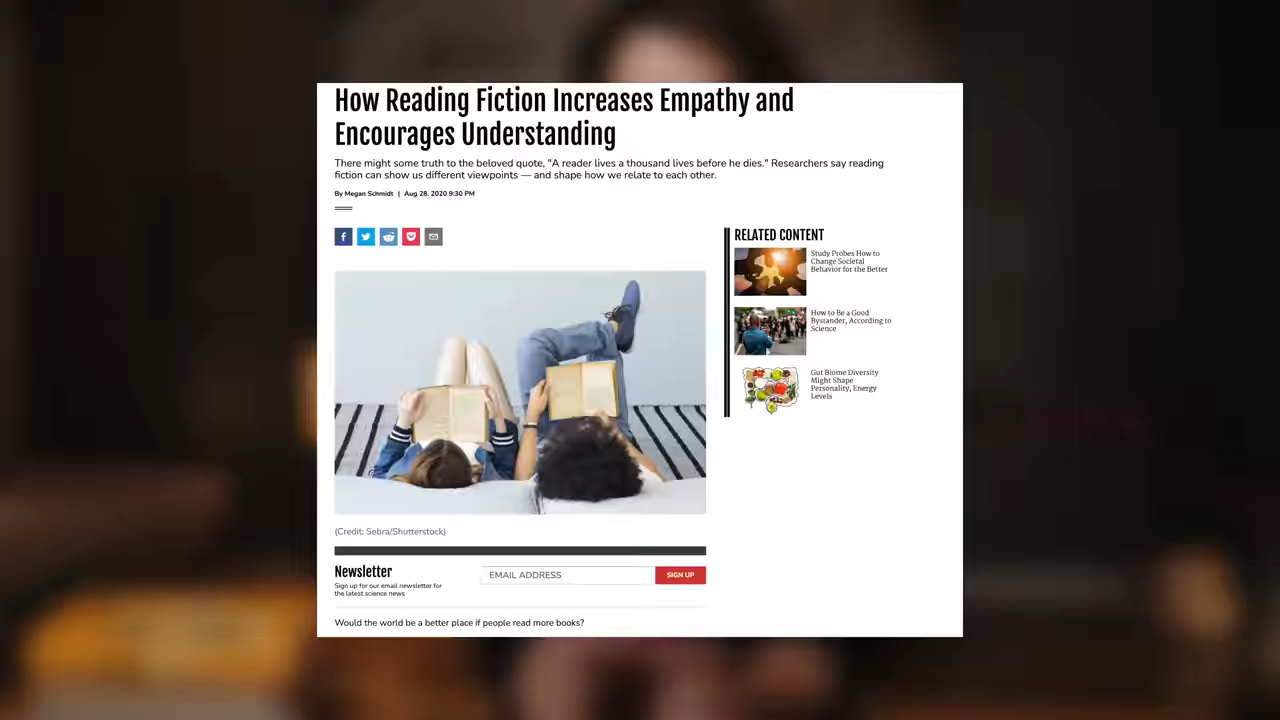 How Reading Fiction Increases Empathy and
Encourages Understanding
There might some truth to the beloved quote, "A reader lives a thousand lives before he dies." Researchers say reading
fiction can show us different viewpoints — and shape how we relate to each other.
By Megan Schmidt | Aug 28, 2020 9:30 PM
RELATED CONTENT
Study Probes How to
Change Societal
Behavior for the Better
How to Be a Good
Bystander, According to
Science
Gut Biome Diversity
Might Shape
Personality, Energy
Levels
(Credit: Sebra/Shutterstock)
Newsletter
Sign up for our email newsletter for
the latest science news
EMAIL ADDRESS
SIGN UP
Would the world be a better place if people read more books?